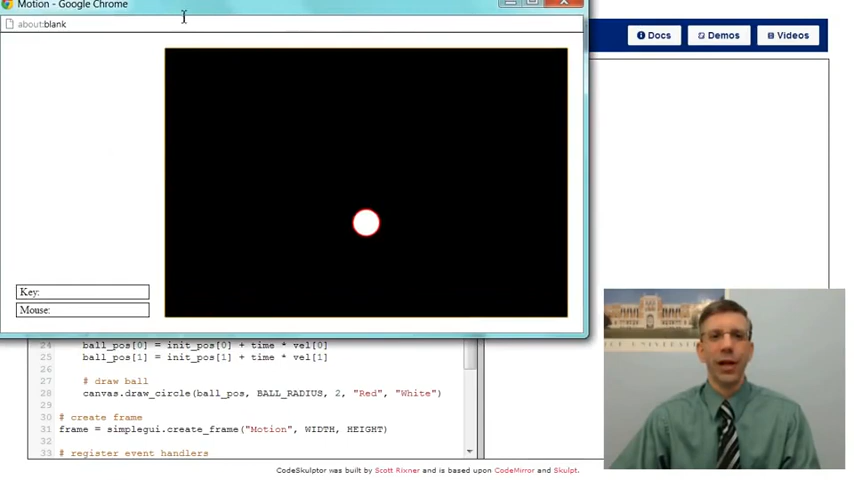 Motion - Google Chrome
about:blank
Docs
Demos
Videos
Key:
Mouse:
24 ball_pos[0] = init_pos[0] + time * vel[0]
25 ball_pos[1] = init_pos[1] + time * vel[1]
26
27 # draw ball
28 canvas.draw_circle(ball_pos, BALL_RADIUS, 2, "Red", "White")
29
30 # create frame
31 frame = simplegui.create_frame("Motion", WIDTH, HEIGHT)
32
33 # register event handlers
CodeSkulptor was built by Scott Rixner and is based upon CodeMirror and Skulpt.